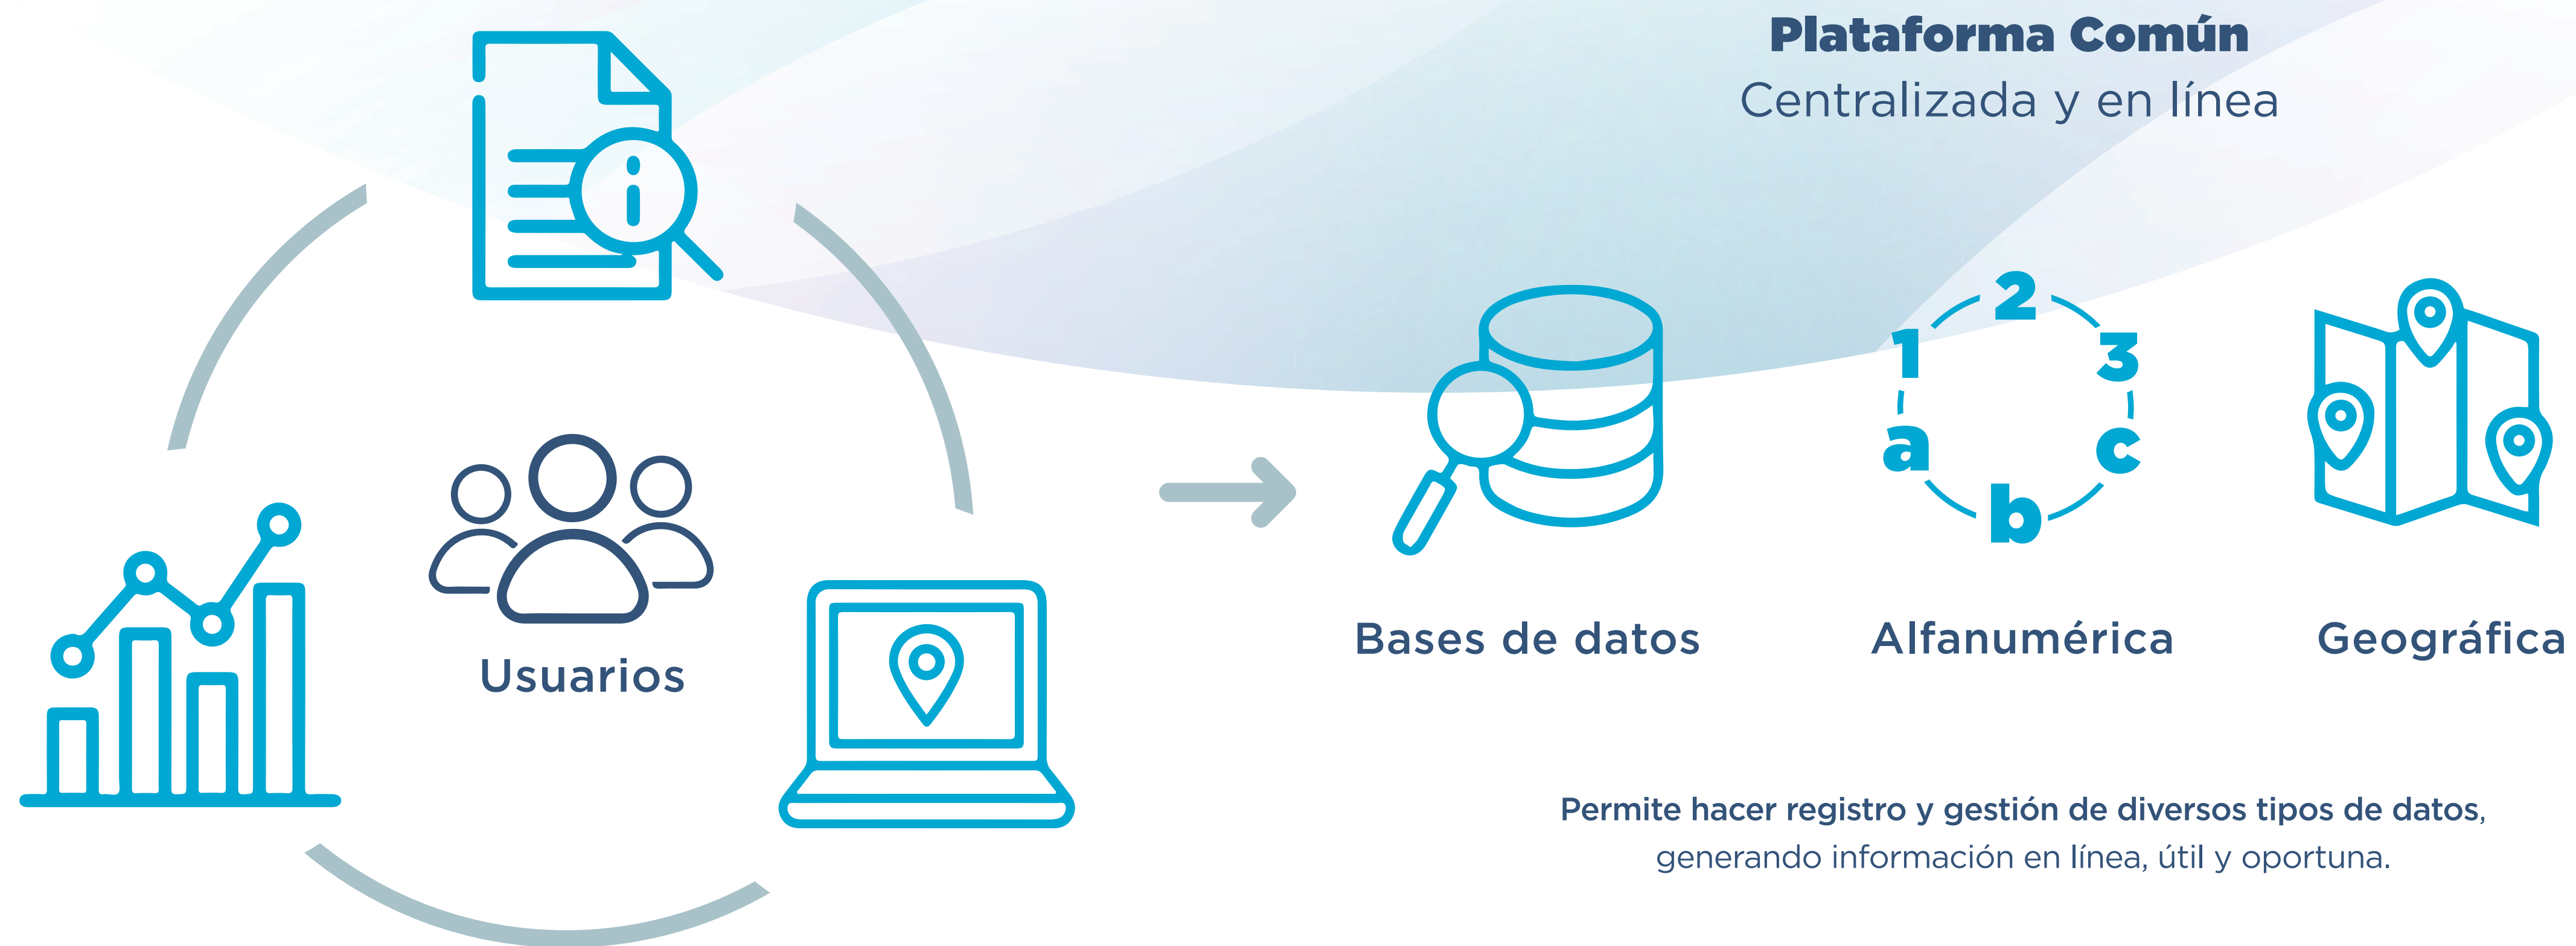 Plataforma Común
Centralizada y en línea
Usuarios
2
1
3
a
c
b
Bases de datos
Alfanumérica
Geográfica
Permite hacer registro y gestión de diversos tipos de datos,
generando información en línea, útil y oportuna.